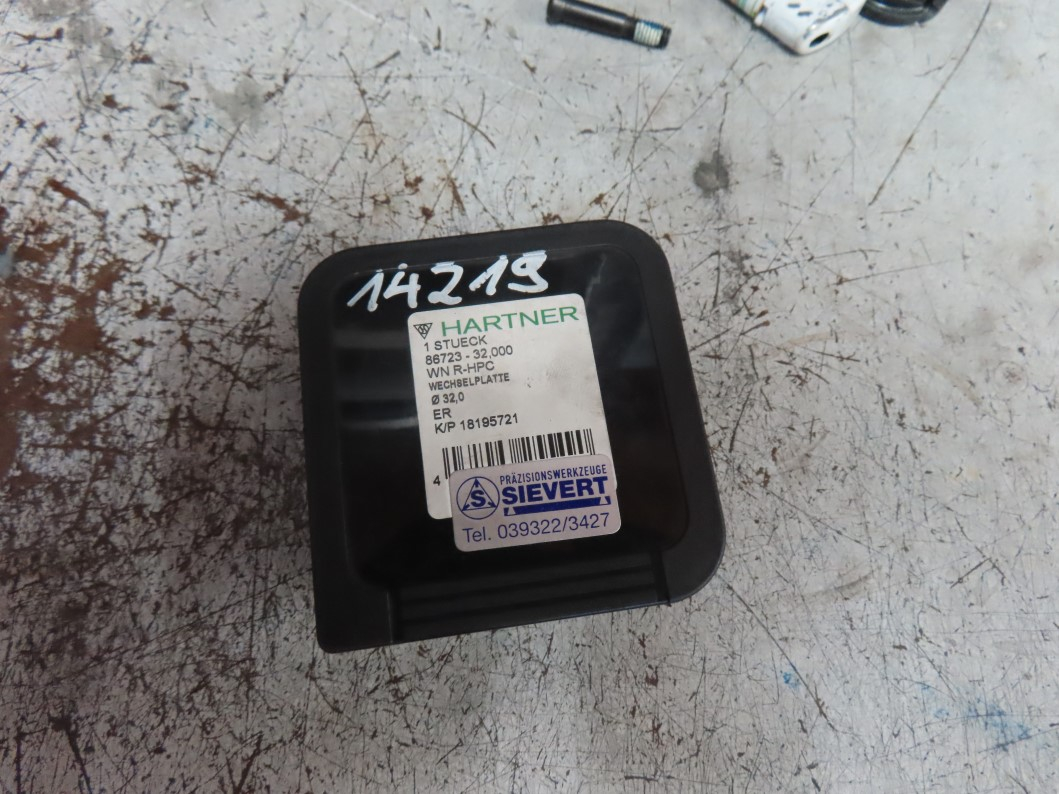 14219
HARTNER
1 STUECK
86723 - 32,000
WN R-HPC
WECHSELPLATTE
Ø 32,0
ER
K/P 18195721
4
PRÄZISIONSWERKZEUGE
S
SIEVERT
Tel. 039322/3427